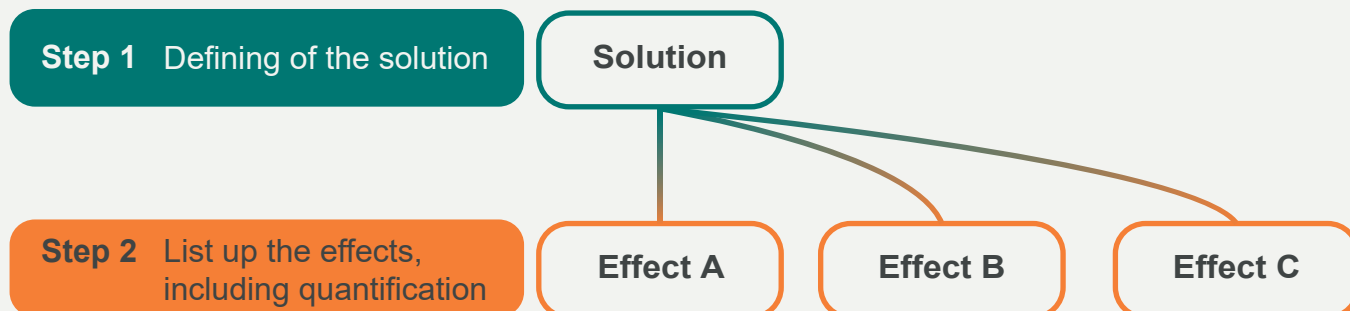 Step 1 Defining of the solution
Solution
Step 2 List up the effects,
including quantification
Effect A
Effect B
Effect C